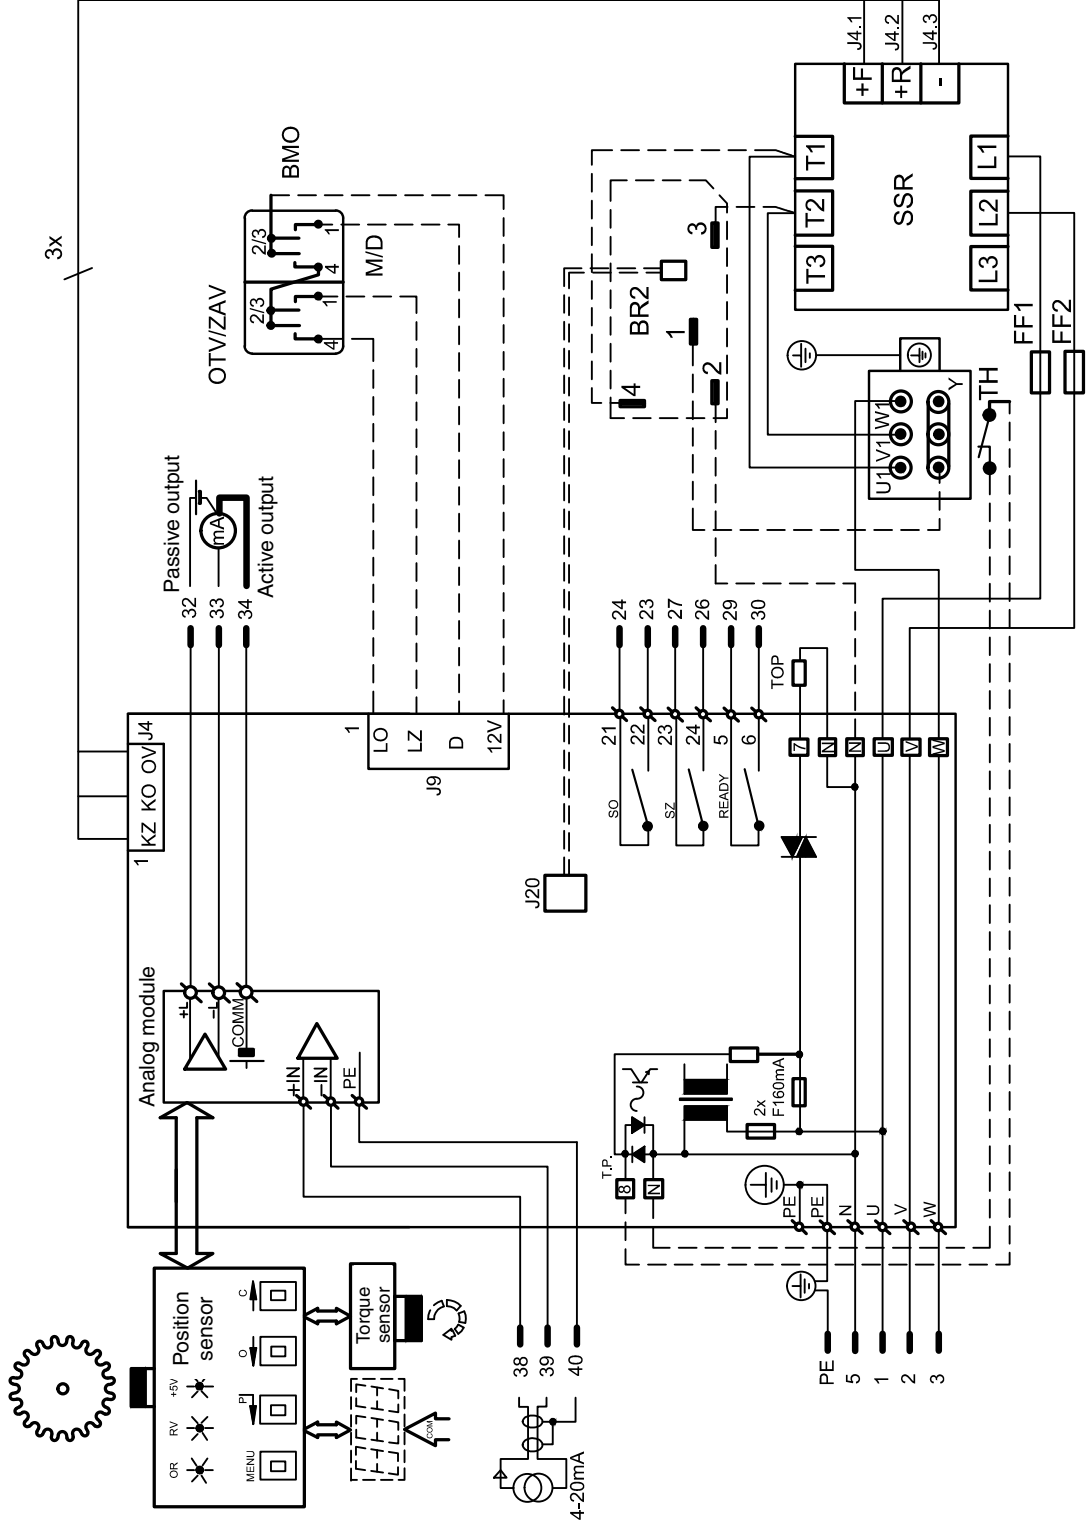 3x
J4.1
J4.2
J4.3
+F
+R
-
T1
T2
T3
SSR
L1
L2
L3
FF1
FF2
BMO
OTV/ZAV
M/D
2/3
2/3
1
4
1
4
BR2
1
2
3
4
U1
V1
W1
Y
TH
Passive output
Active output
mA
32
33
34
J4
1
KZ
KO
OV
J9
1
LO
LZ
D
12V
24
23
27
26
29
30
21
22
23
24
5
6
SO
SZ
READY
TOP
7
N
N
U
V
W
J20
Analog module
+L
-L
COMM
+IN
-IN
PE
T.P.
8
N
2x
F160mA
PE
PE
N
U
V
W
PE
5
1
2
3
Position
sensor
+5V
RV
OR
MENU
P
O
C
Torque
sensor
COM
38
39
40
4-20mA